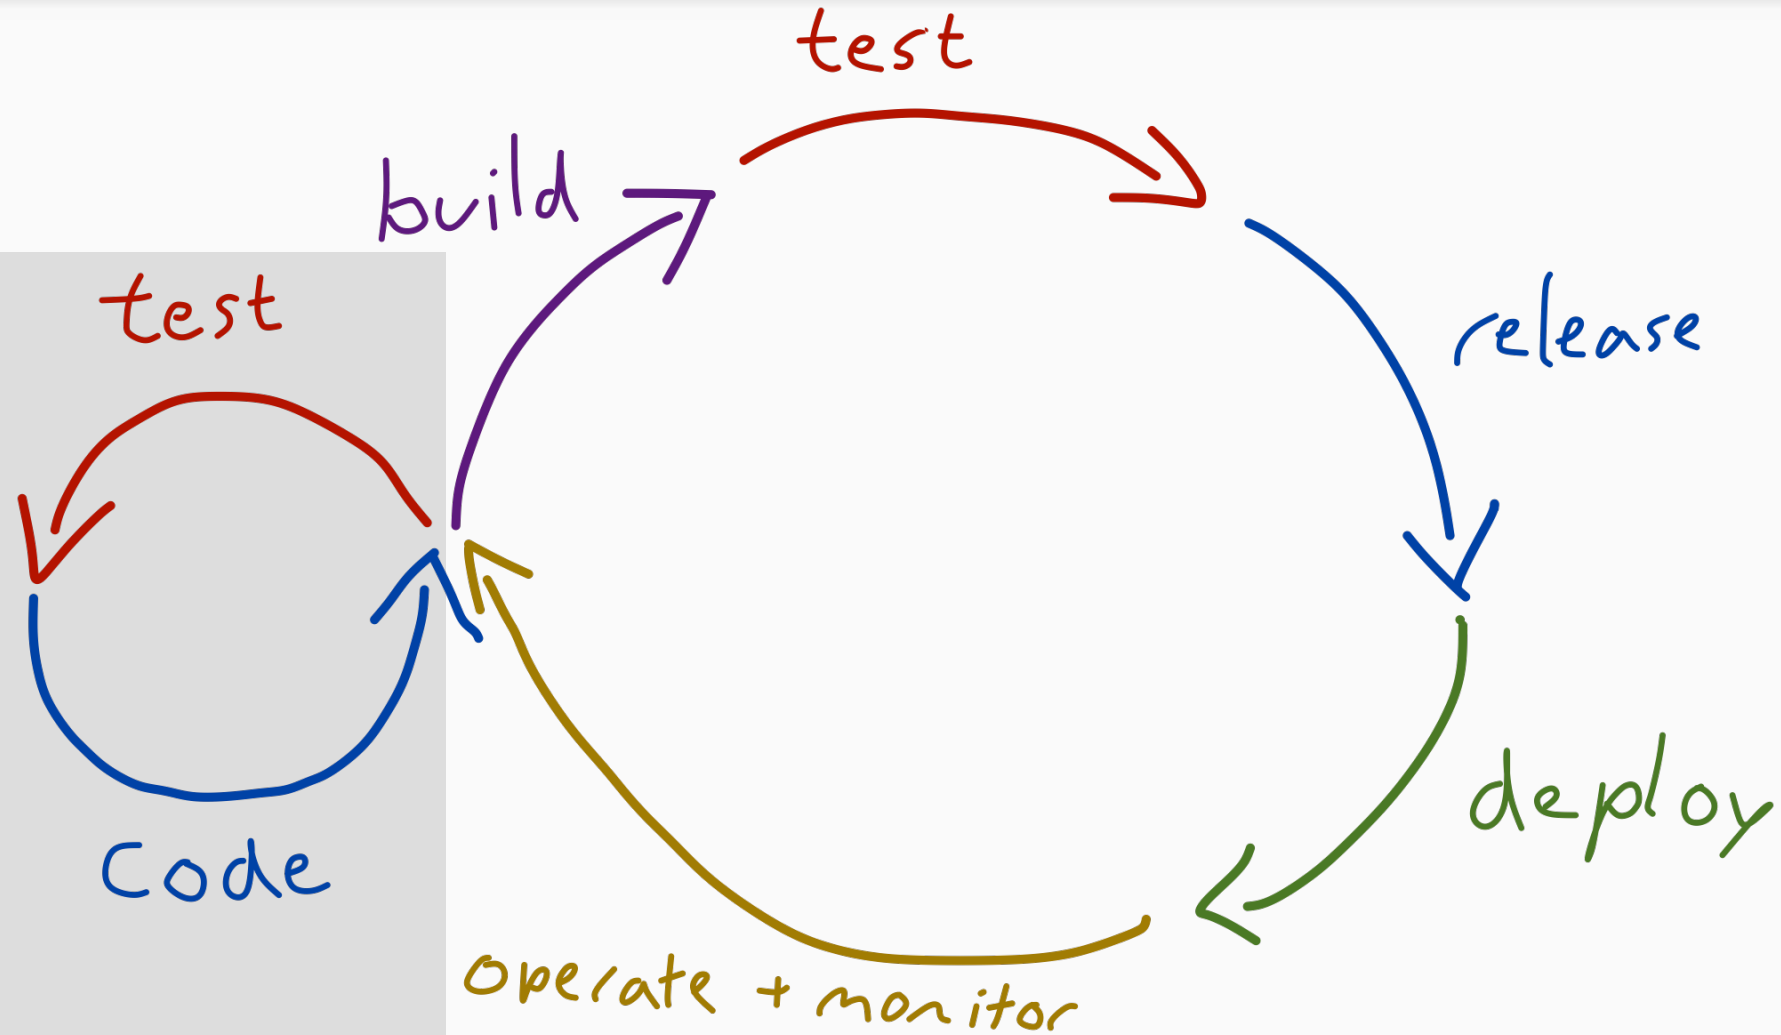 test
build
test
release
deploy
Code
operate + monitor